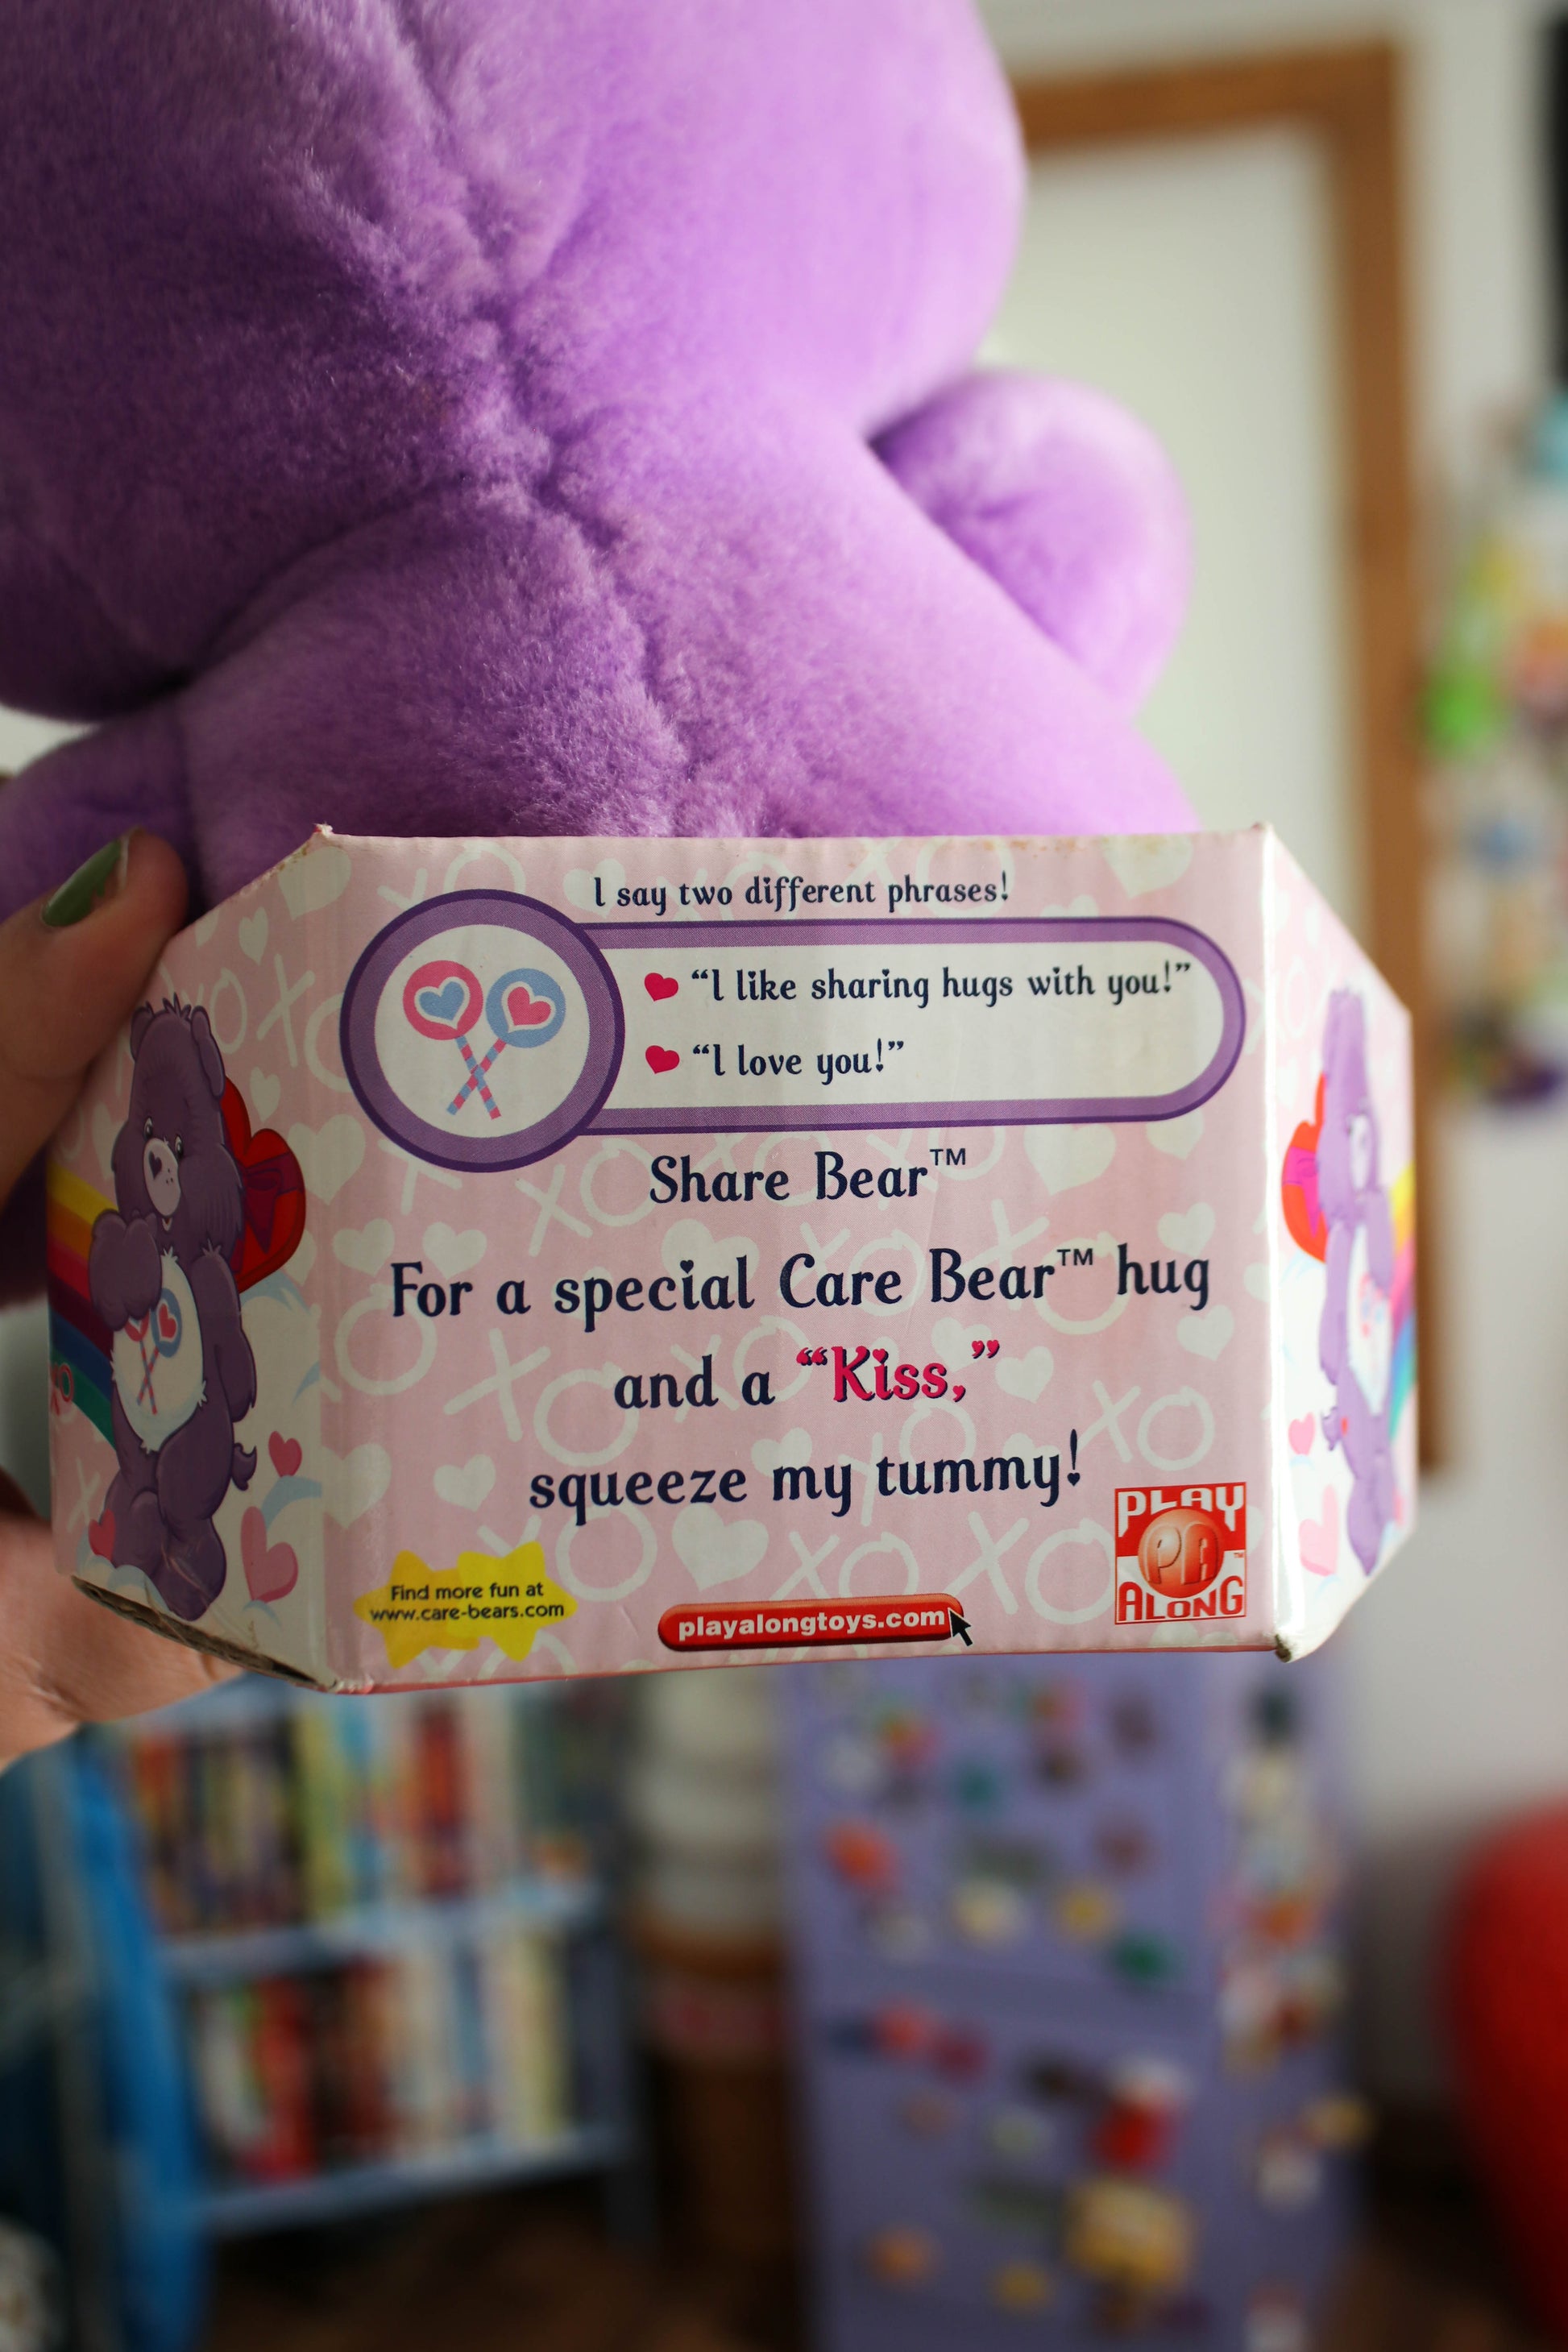 I say two different phrases!
“I like sharing hugs with you!”
“I love you!”
Share Bear™
For a special Care Bear™ hug
and a “Kiss,”
squeeze my tummy!
Find more fun at
www.care-bears.com
playalongtoys.com
PLAY
PA
ALONG™